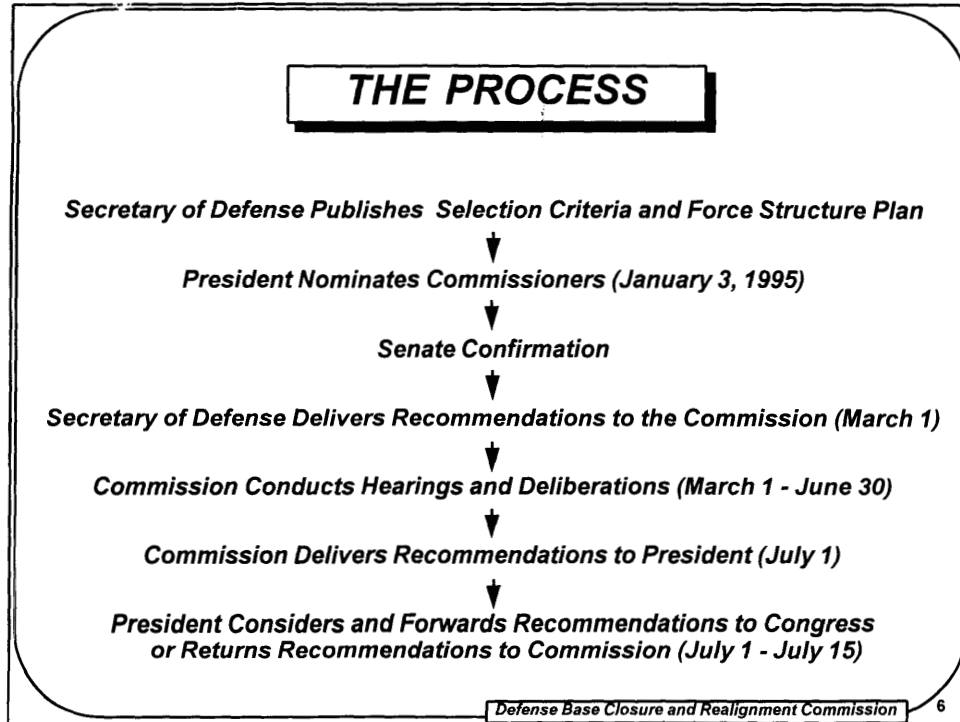 THE PROCESS
Secretary of Defense Publishes Selection Criteria and Force Structure Plan
President Nominates Commissioners (January 3, 1995)
Senate Confirmation
Secretary of Defense Delivers Recommendations to the Commission (March 1)
Commission Conducts Hearings and Deliberations (March 1 - June 30)
Commission Delivers Recommendations to President (July 1)
President Considers and Forwards Recommendations to Congress
or Returns Recommendations to Commission (July 1 - July 15)
Defense Base Closure and Realignment Commission 6